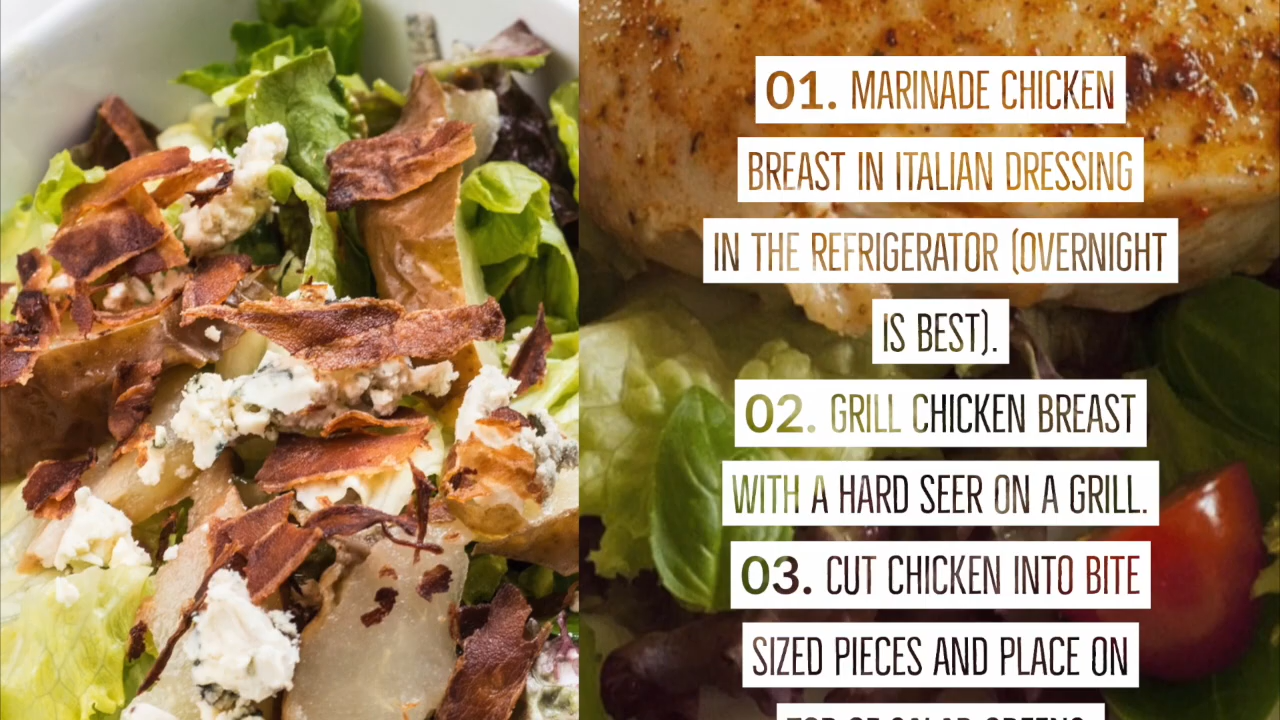 01. MARINADE CHICKEN
BREAST IN ITALIAN DRESSING
IN THE REFRIGERATOR (OVERNIGHT
IS BEST).
02. GRILL CHICKEN BREAST
WITH A HARD SEER ON A GRILL.
03. CUT CHICKEN INTO BITE
SIZED PIECES AND PLACE ON